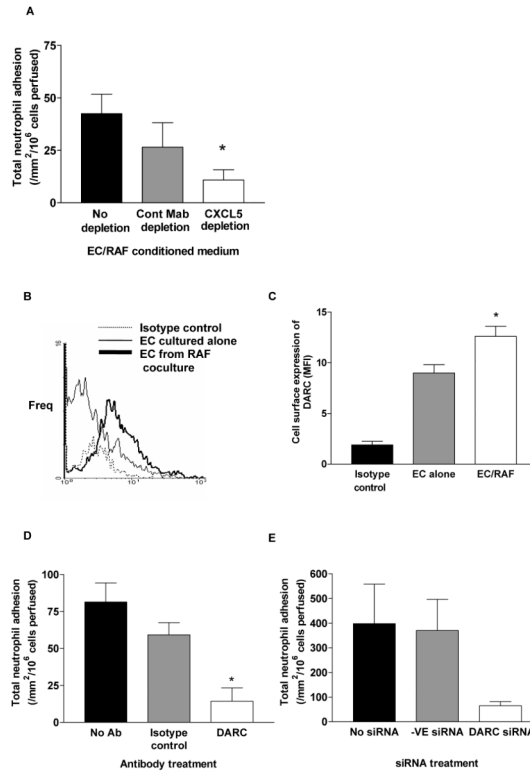 A
Total neutrophil adhesion
(/mm²/10⁶ cells perfused)
75
50
25
0
*
No
depletion
Cont Mab
depletion
CXCL5
depletion
EC/RAF conditioned medium
B
Isotype control
EC cultured alone
EC from RAF
coculture
Freq
C
Cell surface expression of
DARC (MFI)
15
10
5
0
*
Isotype
control
EC alone
EC/RAF
D
Total neutrophil adhesion
(/mm²/10⁶ cells perfused)
100
75
50
25
0
*
No Ab
Isotype
control
DARC
Antibody treatment
E
Total neutrophil adhesion
(/mm²/10⁶ cells perfused)
600
500
400
300
200
100
0
No siRNA
-VE siRNA
DARC siRNA
siRNA treatment